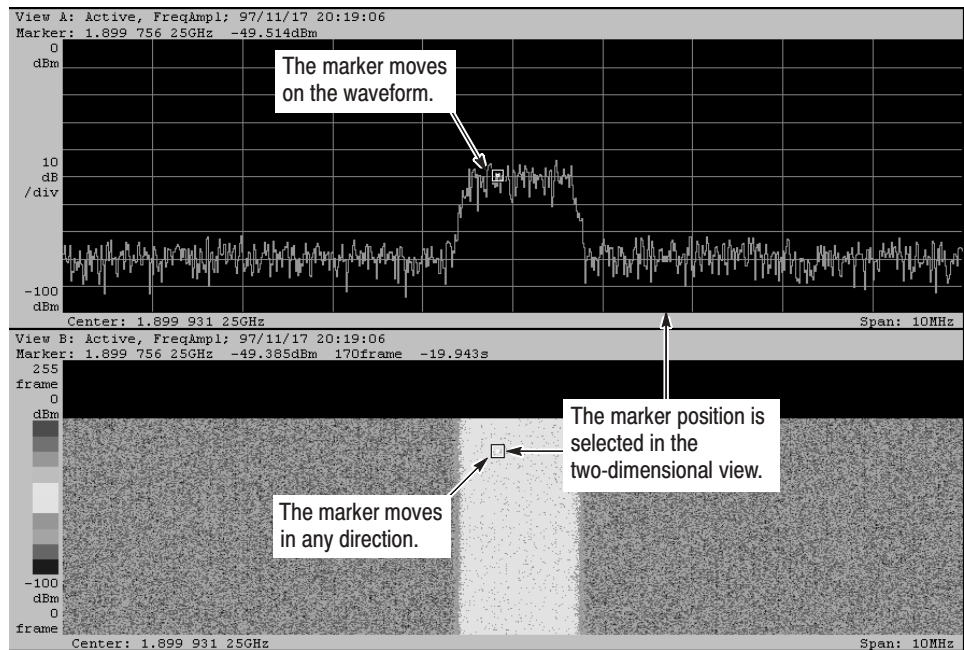 View A: Active, FreqAmpl; 97/11/17 20:19:06
Marker: 1.899 756 25GHz -49.514dBm
0
dBm
The marker moves
on the waveform.
10
dB
/div
-100
dBm
Center: 1.899 931 25GHz Span: 10MHz
View B: Active, FreqAmpl; 97/11/17 20:19:06
Marker: 1.899 756 25GHz -49.385dBm 170frame -19.943s
255
frame
0
dBm
The marker position is
selected in the
two-dimensional view.
The marker moves
in any direction.
-100
dBm
0
frame
Center: 1.899 931 25GHz Span: 10MHz